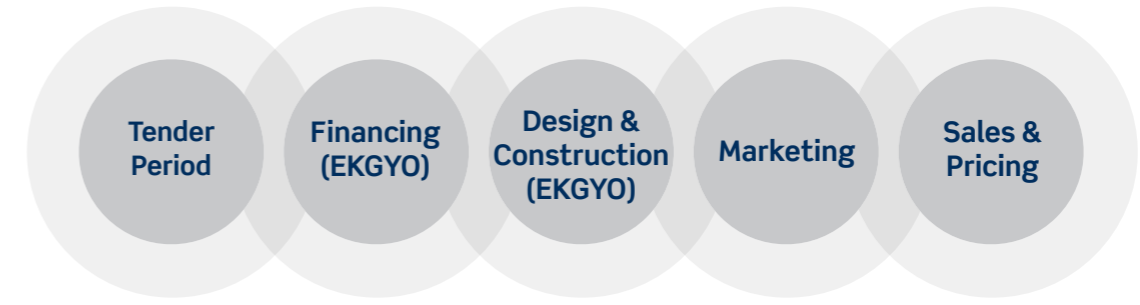 Tender
Period
Financing
(EKGYO)
Design &
Construction
(EKGYO)
Marketing
Sales &
Pricing